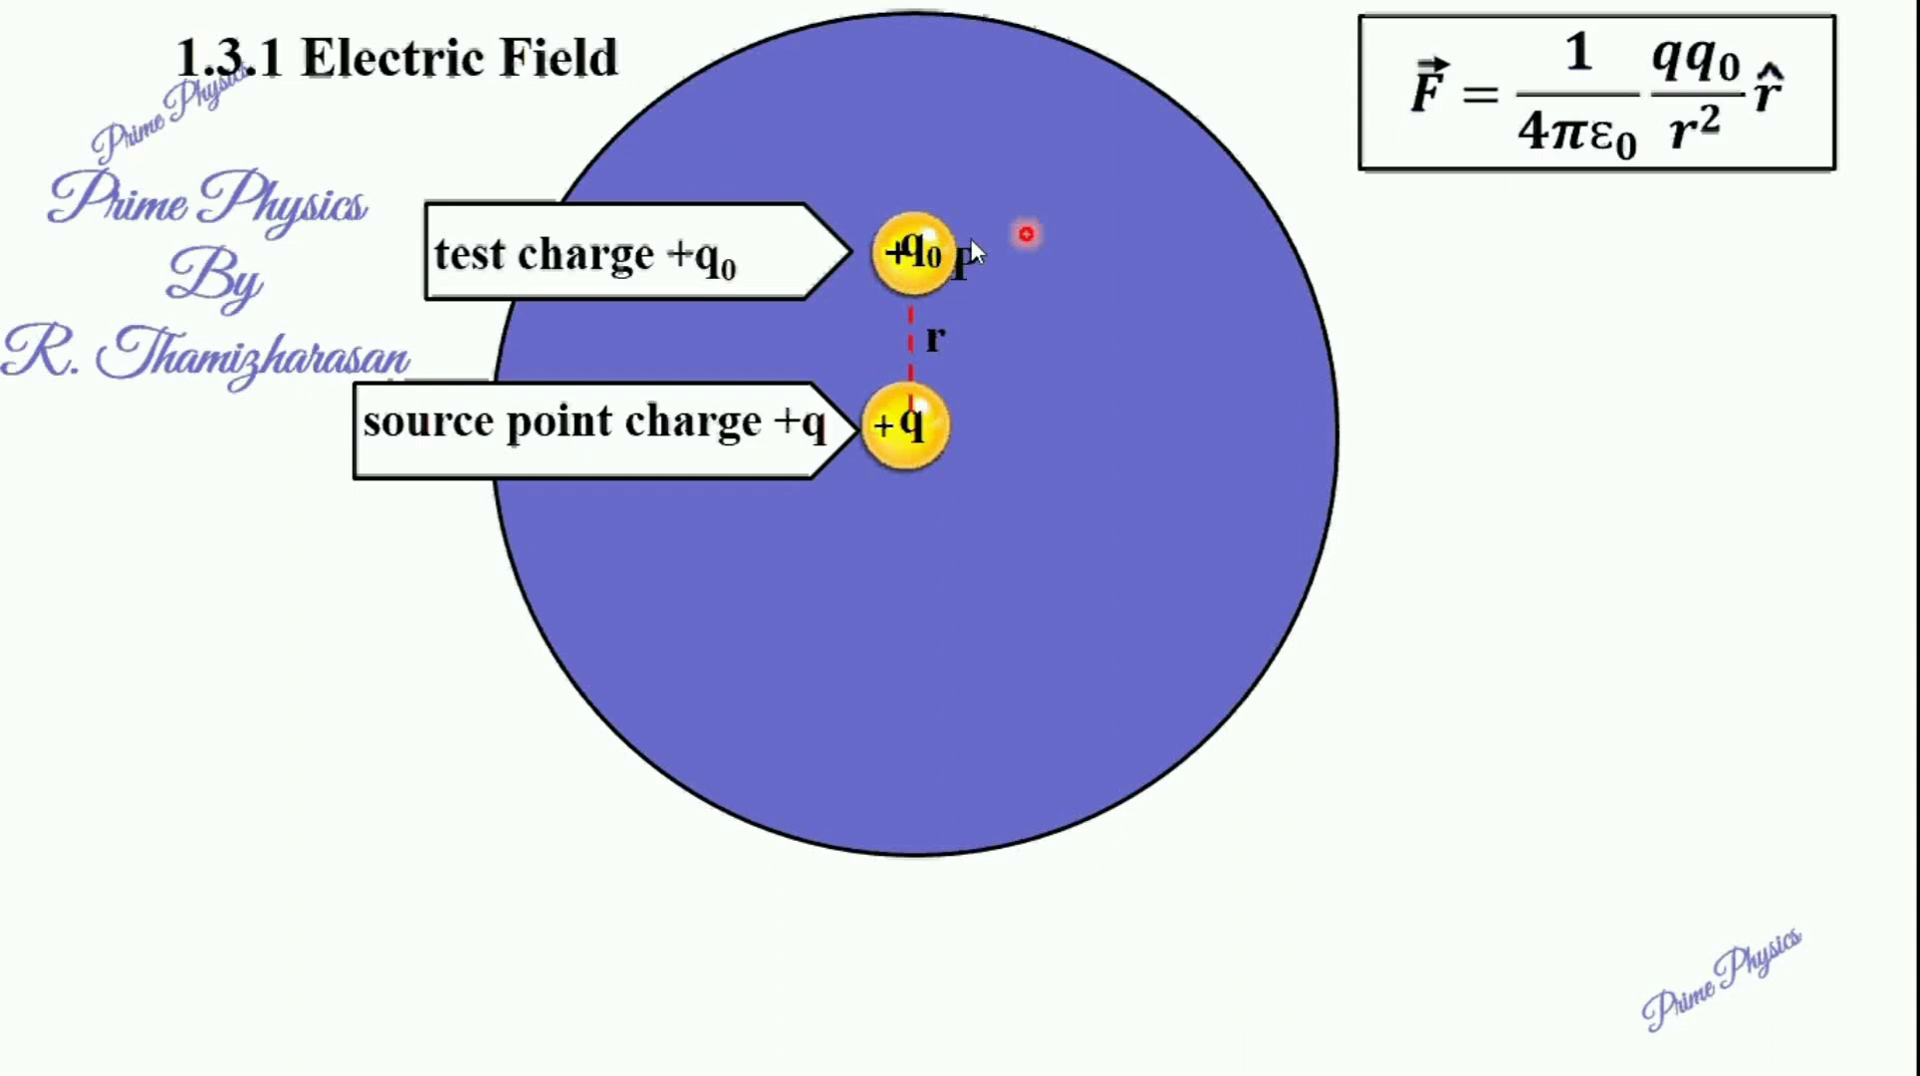 1.3.1 Electric Field
Prime Physics
Prime Physics
By
R. Thamizharasan
test charge +q₀
+q₀ P
r
source point charge +q
+q
F⃗ = 1/4πε₀ qq₀/r² r̂
Prime Physics